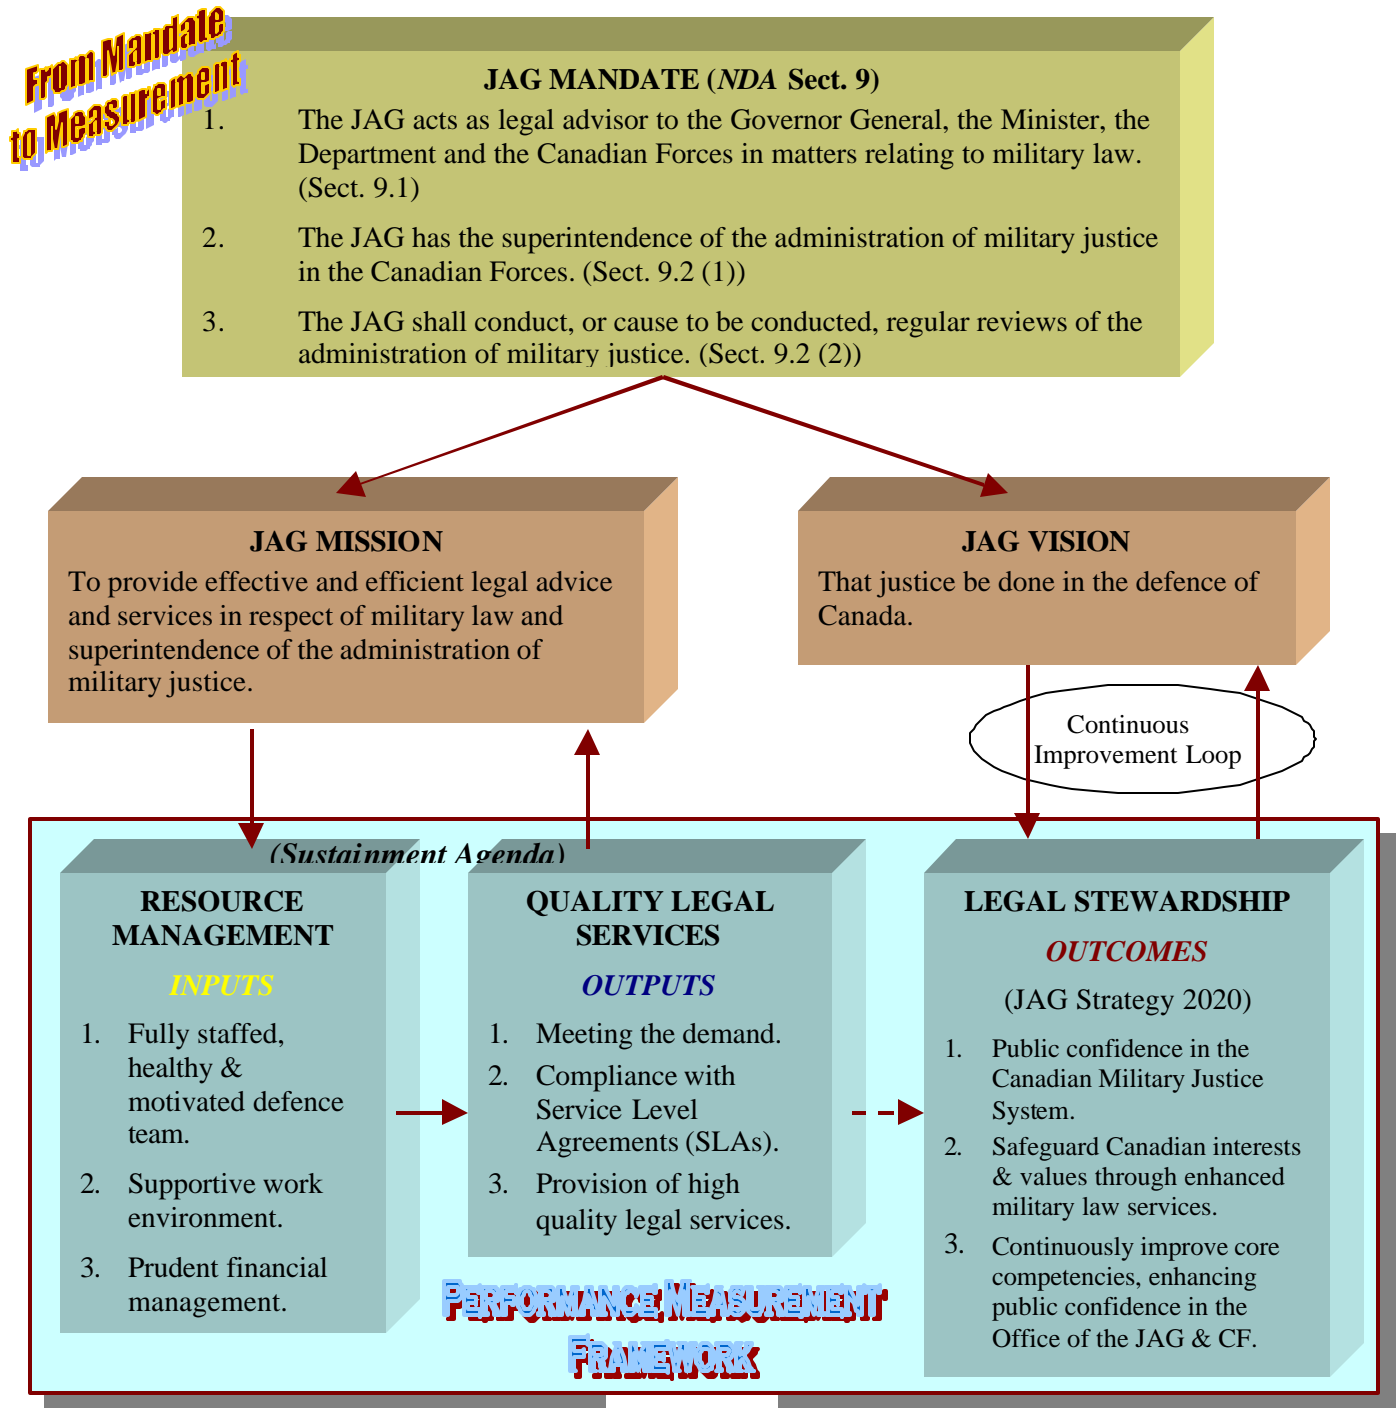 From Mandate
to Measurement
JAG MANDATE (NDA Sect. 9)
1. The JAG acts as legal advisor to the Governor General, the Minister, the
Department and the Canadian Forces in matters relating to military law.
(Sect. 9.1)
2. The JAG has the superintendence of the administration of military justice
in the Canadian Forces. (Sect. 9.2 (1))
3. The JAG shall conduct, or cause to be conducted, regular reviews of the
administration of military justice. (Sect. 9.2 (2))
JAG MISSION
To provide effective and efficient legal advice
and services in respect of military law and
superintendence of the administration of
military justice.
JAG VISION
That justice be done in the defence of
Canada.
Continuous
Improvement Loop
(Sustainment Agenda)
RESOURCE
MANAGEMENT
INPUTS
1. Fully staffed,
healthy &
motivated defence
team.
2. Supportive work
environment.
3. Prudent financial
management.
QUALITY LEGAL
SERVICES
OUTPUTS
1. Meeting the demand.
2. Compliance with
Service Level
Agreements (SLAs).
3. Provision of high
quality legal services.
LEGAL STEWARDSHIP
OUTCOMES
(JAG Strategy 2020)
1. Public confidence in the
Canadian Military Justice
System.
2. Safeguard Canadian interests
& values through enhanced
military law services.
3. Continuously improve core
competencies, enhancing
public confidence in the
Office of the JAG & CF.
PERFORMANCE MEASUREMENT
FRAMEWORK